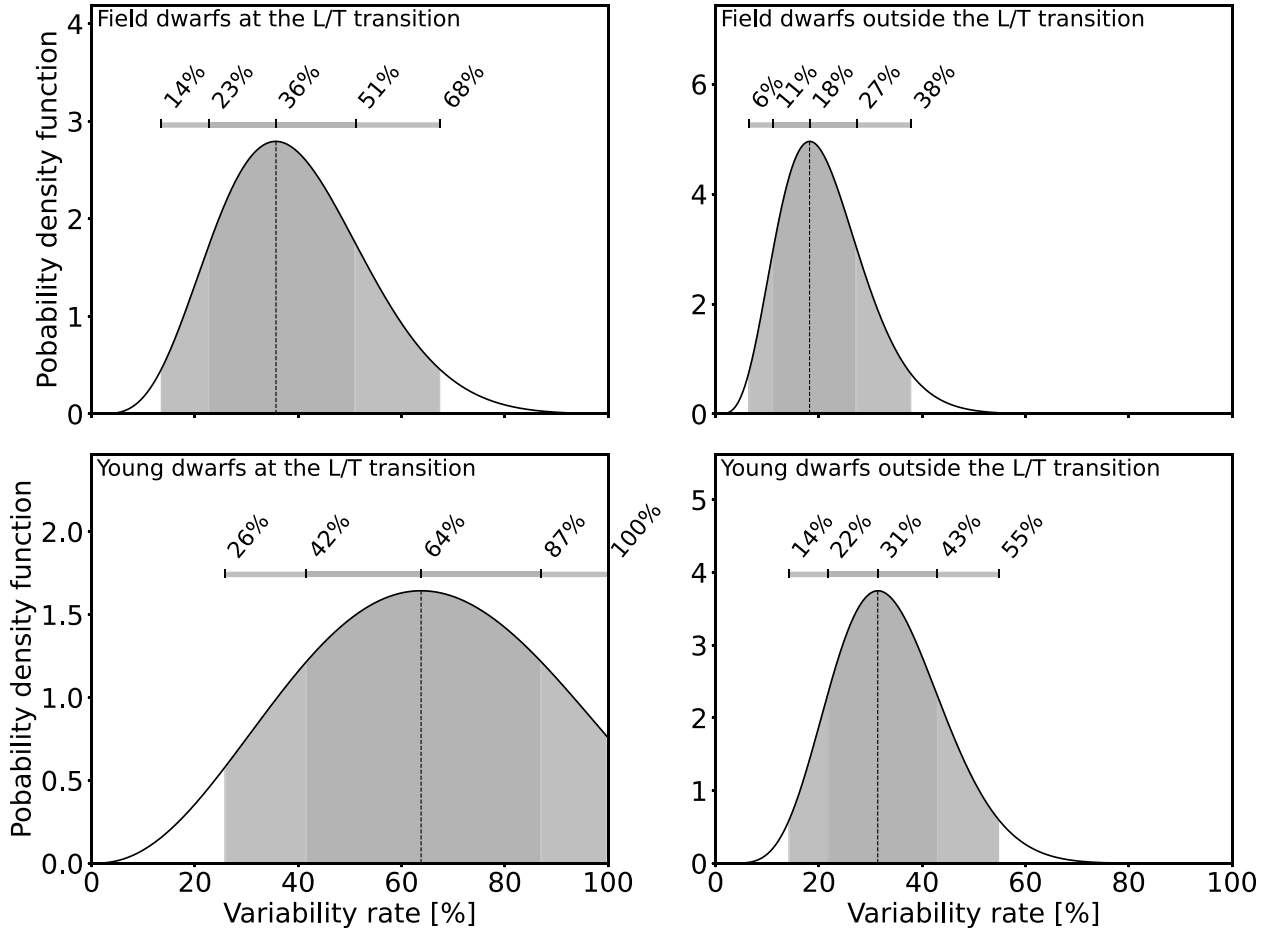 Field dwarfs at the L/T transition
14% 23% 36% 51% 68%
Pobability density function
4
3
2
1
0
Field dwarfs outside the L/T transition
6% 11% 18% 27% 38%
6
4
2
0
Young dwarfs at the L/T transition
26% 42% 64% 87% 100%
Pobability density function
2.0
1.5
1.0
0.5
0.0
0 20 40 60 80 100
Variability rate [%]
Young dwarfs outside the L/T transition
14% 22% 31% 43% 55%
5
4
3
2
1
0
0 20 40 60 80 100
Variability rate [%]